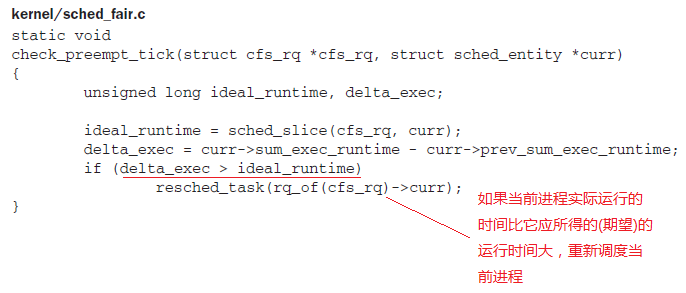 kernel/sched_fair.c
static void
check_preempt_tick(struct cfs_rq *cfs_rq, struct sched_entity *curr)
{
        unsigned long ideal_runtime, delta_exec;

        ideal_runtime = sched_slice(cfs_rq, curr);
        delta_exec = curr->sum_exec_runtime - curr->prev_sum_exec_runtime;
        if (delta_exec > ideal_runtime)
                resched_task(rq_of(cfs_rq)->curr);
}
如果当前进程实际运行的
时间比它应所得的(期望)的
运行时间大，重新调度当
前进程